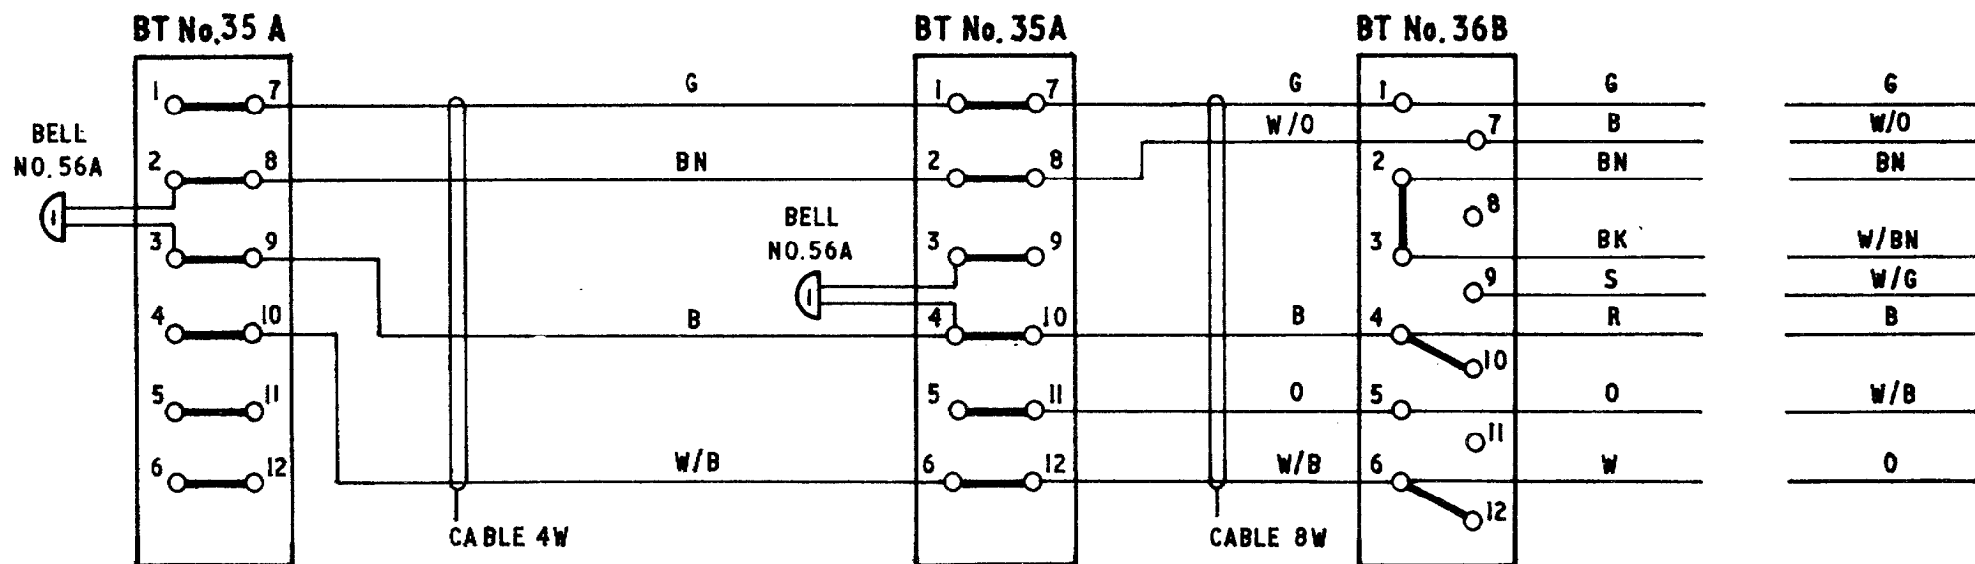 BT No.35 A
BT No.35A
BT No.36B
1 7 G 1 7 G 1 G G
W/O 7 B W/O
BELL
NO.56A
2 8 BN 2 8 2 BN BN
8
BELL
NO.56A
3 9 3 9 3 BK W/BN
9 S W/G
4 10 B 4 10 B 4 R B
10
5 11 5 11 O 5 O W/B
11
6 12 W/B 6 12 W/B 6 W O
12
CABLE 4W
CABLE 8W
1
1